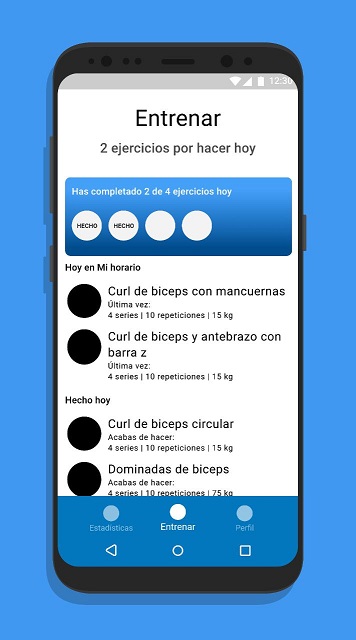 12:30
Entrenar
2 ejercicios por hacer hoy
Has completado 2 de 4 ejercicios hoy
HECHO HECHO
Hoy en Mi horario
Curl de biceps con mancuernas
Última vez:
4 series | 10 repeticiones | 15 kg
Curl de biceps y antebrazo con
barra z
Última vez:
4 series | 10 repeticiones | 15 kg
Hecho hoy
Curl de biceps circular
Acabas de hacer:
4 series | 10 repeticiones | 15 kg
Dominadas de biceps
Acabas de hacer:
4 series | 10 repeticiones | 75 kg
Estadísticas Entrenar Perfil